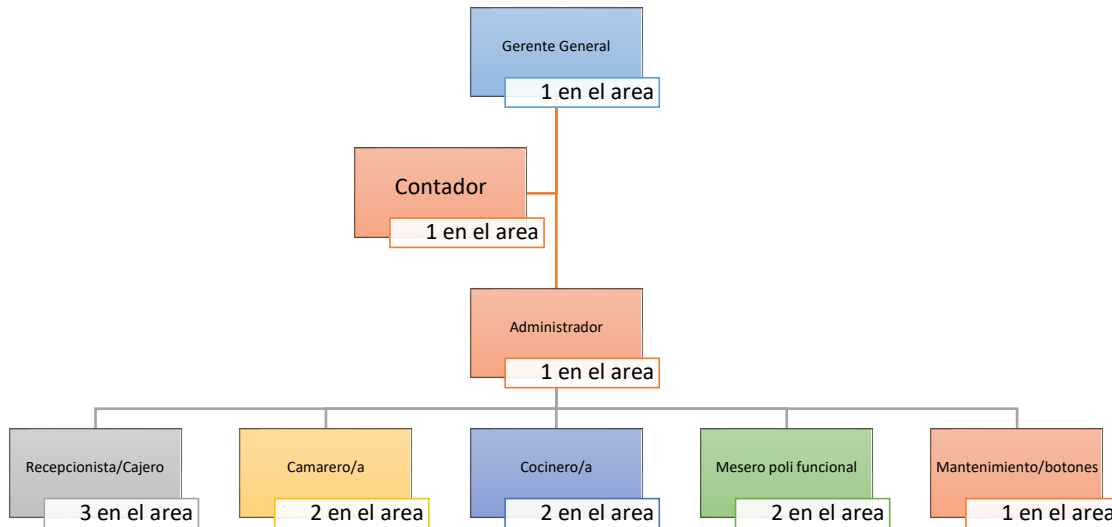 Gerente General
1 en el area
Contador
1 en el area
Administrador
1 en el area
Recepcionista/Cajero
3 en el area
Camarero/a
2 en el area
Cocinero/a
2 en el area
Mesero poli funcional
2 en el area
Mantenimiento/botones
1 en el area